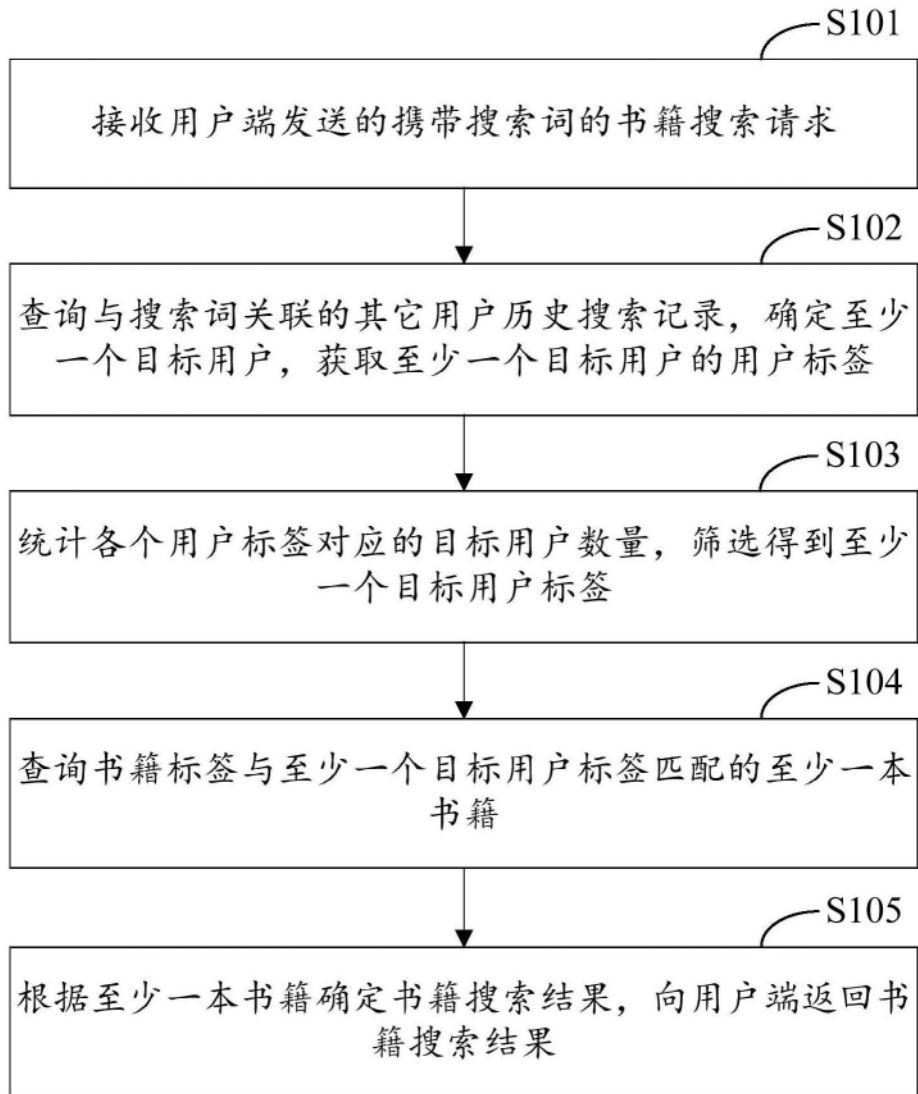 S101
接收用户端发送的携带搜索词的书籍搜索请求
S102
查询与搜索词关联的其它用户历史搜索记录，确定至少
一个目标用户，获取至少一个目标用户的用户标签
S103
统计各个用户标签对应的目标用户数量，筛选得到至少
一个目标用户标签
S104
查询书籍标签与至少一个目标用户标签匹配的至少一本
书籍
S105
根据至少一本书籍确定书籍搜索结果，向用户端返回书
籍搜索结果